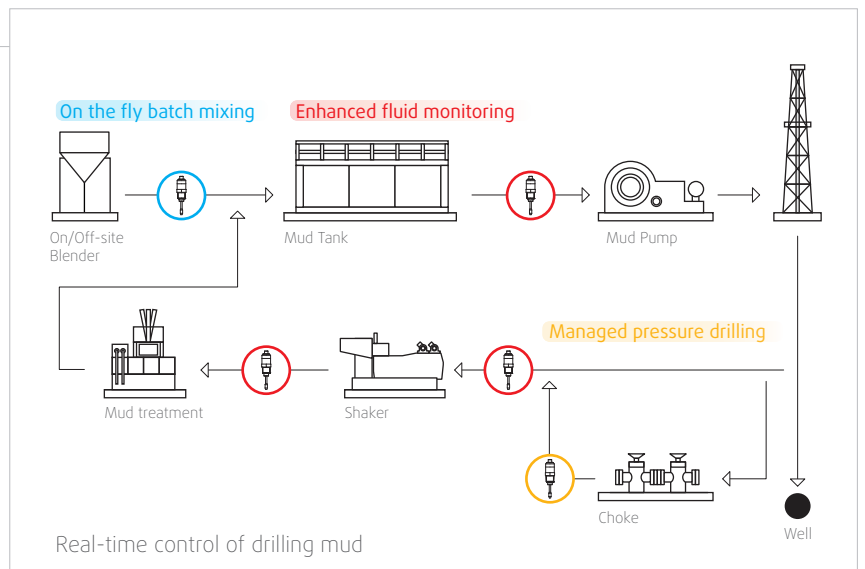 On the fly batch mixing
Enhanced fluid monitoring
On/Off-site
Blender
Mud Tank
Mud Pump
Managed pressure drilling
Mud treatment
Shaker
Choke
Well
Real-time control of drilling mud